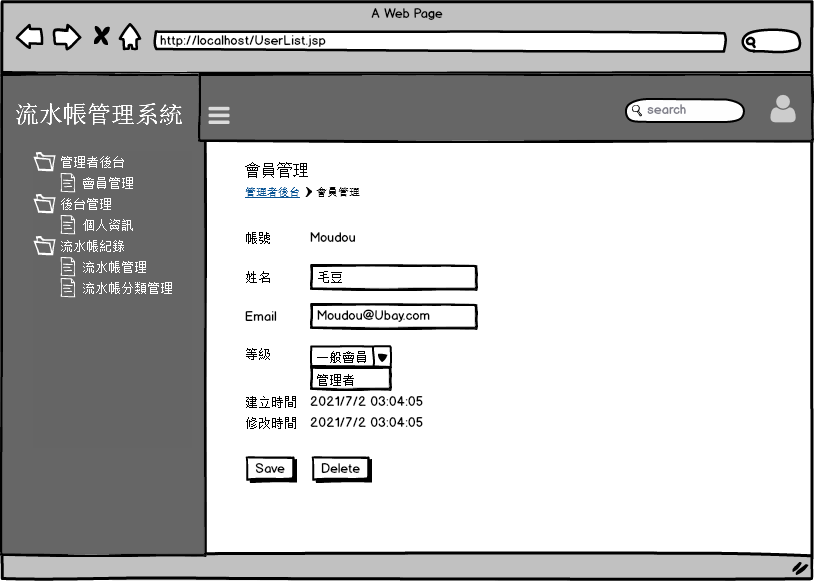 A Web Page
http://localhost/UserList.jsp
流水帳管理系統
search
管理者後台
會員管理
後台管理
個人資訊
流水帳紀錄
流水帳管理
流水帳分類管理
會員管理
管理者後台 > 會員管理
帳號 Moudou
姓名 毛豆
Email Moudou@Ubay.com
等級 一般會員
管理者
建立時間 2021/7/2 03:04:05
修改時間 2021/7/2 03:04:05
Save Delete